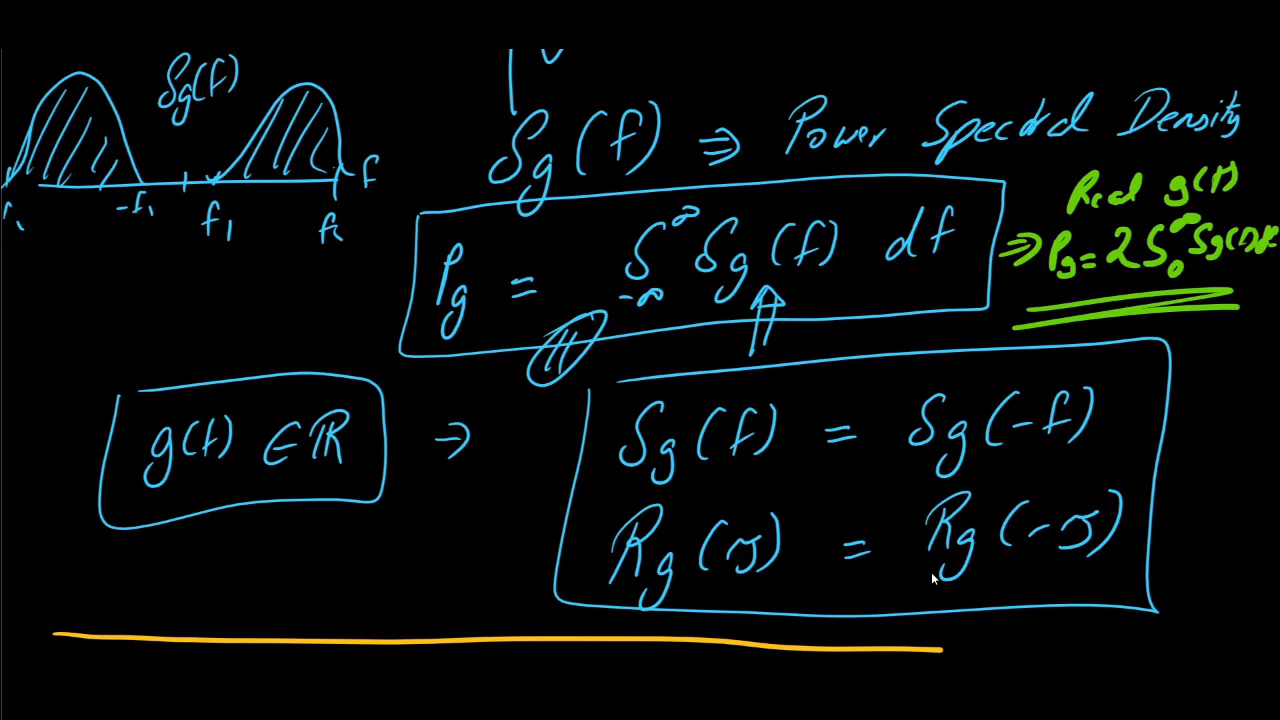 Sg(f)
f
-f₁ f₁ f₂
Sg(f) ⇒ Power Spectral Density
Pg = ∫_{-∞}^{∞} Sg(f) df
Real g(t)
⇒ Pg = 2∫_0^∞ Sg(f)df
g(t) ∈ ℝ ⇒ Sg(f) = Sg(-f)
Rg(τ) = Rg(-τ)